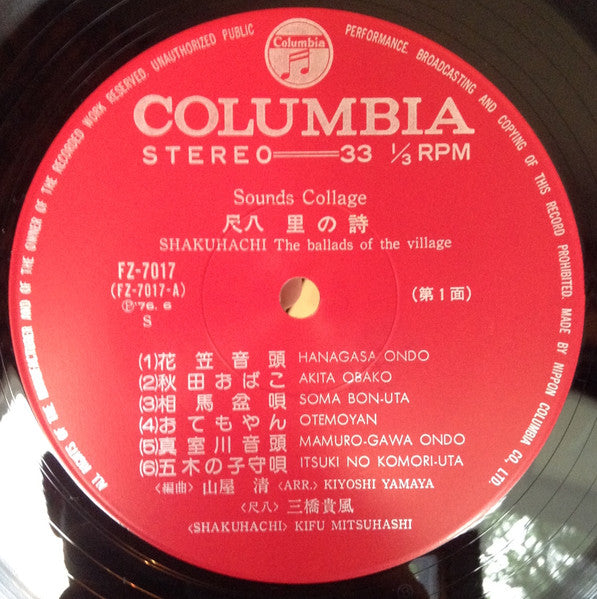 ALL RIGHTS OF THE MANUFACTURER AND OF THE OWNER OF THE RECORDED WORK RESERVED. UNAUTHORIZED PUBLIC PERFORMANCE, BROADCASTING AND COPYING OF THIS RECORD PROHIBITED. MADE BY NIPPON COLUMBIA CO., LTD.
Columbia
COLUMBIA
STEREO 33 1/3 RPM
Sounds Collage
尺八 里の詩
SHAKUHACHI The ballads of the village
FZ-7017
(FZ-7017-A)
Ⓟ'76. 6
S
(第1面)
(1)花笠音頭 HANAGASA ONDO
(2)秋田おばこ AKITA OBAKO
(3)相馬盆唄 SOMA BON-UTA
(4)おてもやん OTEMOYAN
(5)真室川音頭 MAMURO-GAWA ONDO
(6)五木の子守唄 ITSUKI NO KOMORI-UTA
〈編曲〉山屋 清 〈ARR.〉 KIYOSHI YAMAYA
〈尺八〉三橋貴風
〈SHAKUHACHI〉 KIFU MITSUHASHI